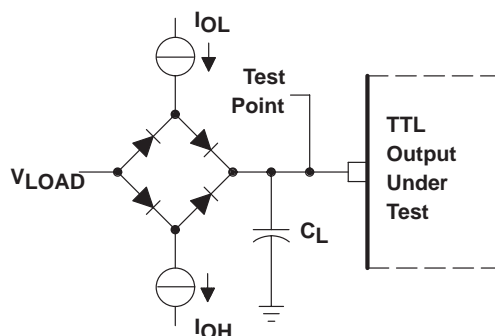 IOL
Test
Point
TTL
Output
Under
Test
VLOAD
CL
IOH